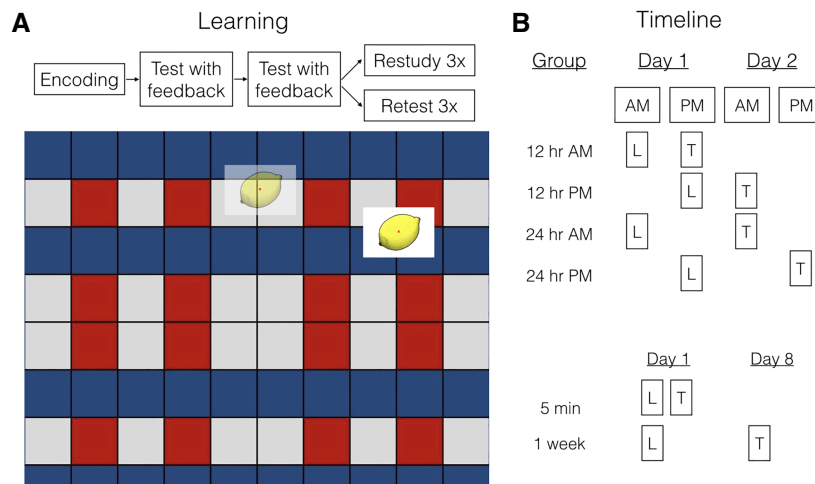 A
Learning
Encoding
Test with
feedback
Test with
feedback
Restudy 3x
Retest 3x
B
Timeline
Group
Day 1
Day 2
AM
PM
AM
PM
12 hr AM
L
T
12 hr PM
L
T
24 hr AM
L
T
24 hr PM
L
T
Day 1
Day 8
5 min
L
T
1 week
L
T